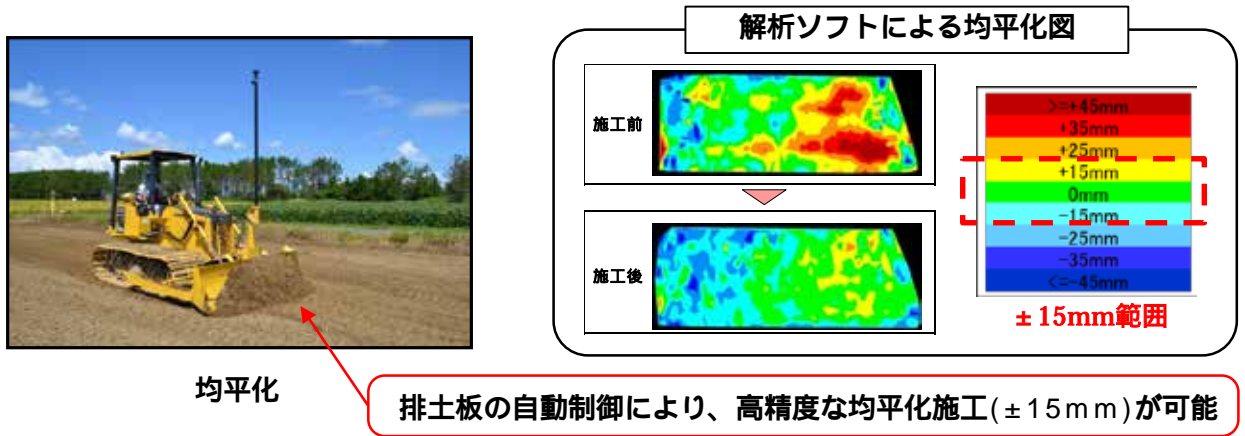 解析ソフトによる均平化図
施工前
施工後
>=+45mm
+35mm
+25mm
+15mm
0mm
-15mm
-25mm
-35mm
<=-45mm
±15mm範囲
均平化
排土板の自動制御により、高精度な均平化施工(±15mm)が可能